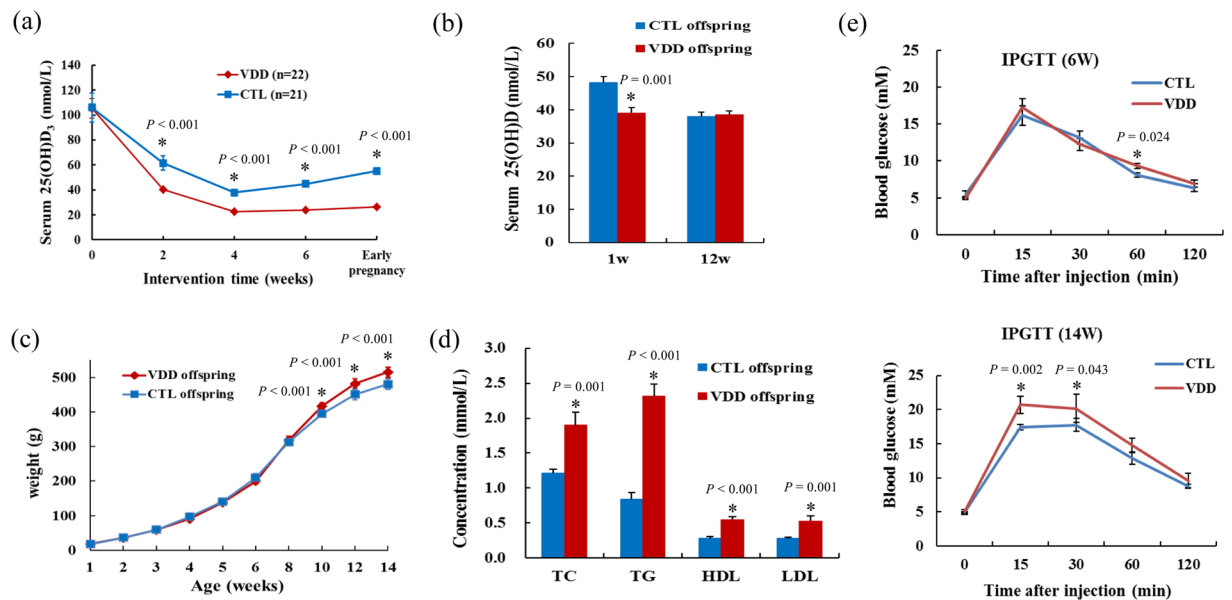 (a)
VDD (n=22)
CTL (n=21)
P < 0.001
*
P < 0.001
*
P < 0.001
*
P < 0.001
*
Serum 25(OH)D3 (nmol/L)
140
120
100
80
60
40
20
0
0
2
4
6
Early
pregnancy
Intervention time (weeks)
(b)
CTL offspring
VDD offspring
P = 0.001
*
Serum 25(OH)D (nmol/L)
60
50
40
30
20
10
0
1w
12w
(c)
VDD offspring
CTL offspring
P < 0.001
*
P < 0.001
*
P < 0.001
*
weight (g)
500
400
300
200
100
0
1 2 3 4 5 6 8 10 12 14
Age (weeks)
(d)
CTL offspring
VDD offspring
P = 0.001
*
P < 0.001
*
P < 0.001
*
P = 0.001
*
Concentration (mmol/L)
3.0
2.5
2.0
1.5
1.0
0.5
0.0
TC
TG
HDL
LDL
(e)
IPGTT (6W)
CTL
VDD
P = 0.024
*
Blood glucose (mM)
25
20
15
10
5
0
0 15 30 60 120
Time after injection (min)
IPGTT (14W)
CTL
VDD
P = 0.002
*
P = 0.043
*
Blood glucose (mM)
25
20
15
10
5
0
0 15 30 60 120
Time after injection (min)